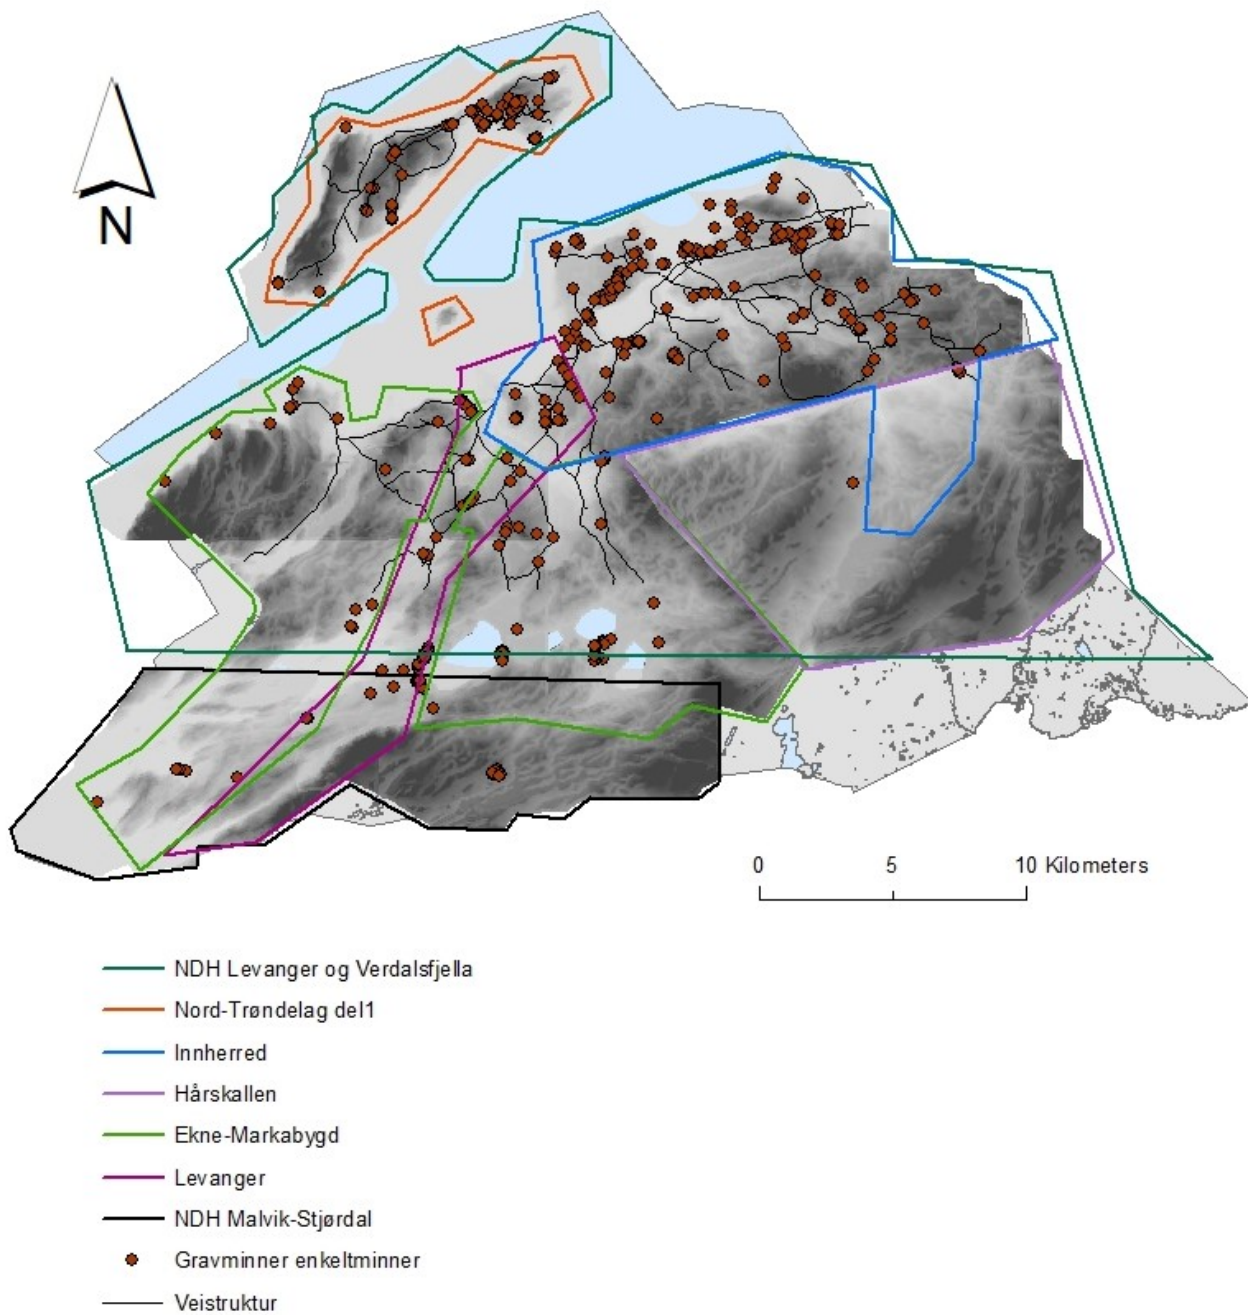 N
0 5 10 Kilometers
NDH Levanger og Verdalsfjella
Nord-Trøndelag del1
Innherred
Hårskallen
Ekne-Markabygd
Levanger
NDH Malvik-Stjørdal
Gravminner enkeltminner
Veistruktur